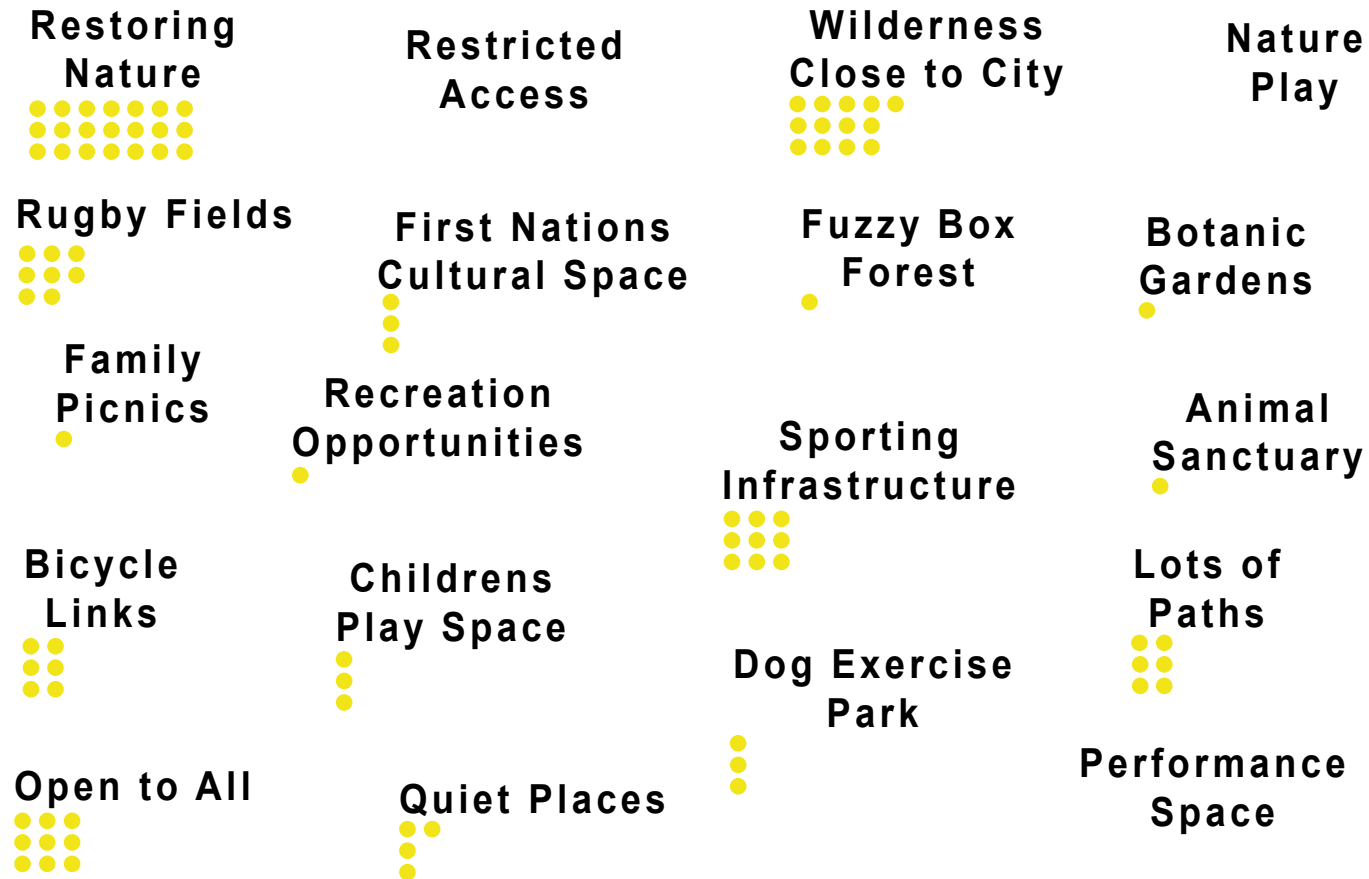 Restoring
Nature
Restricted
Access
Wilderness
Close to City
Nature
Play
Rugby Fields
First Nations
Cultural Space
Fuzzy Box
Forest
Botanic
Gardens
Family
Picnics
Recreation
Opportunities
Sporting
Infrastructure
Animal
Sanctuary
Bicycle
Links
Childrens
Play Space
Dog Exercise
Park
Lots of
Paths
Open to All
Quiet Places
Performance
Space